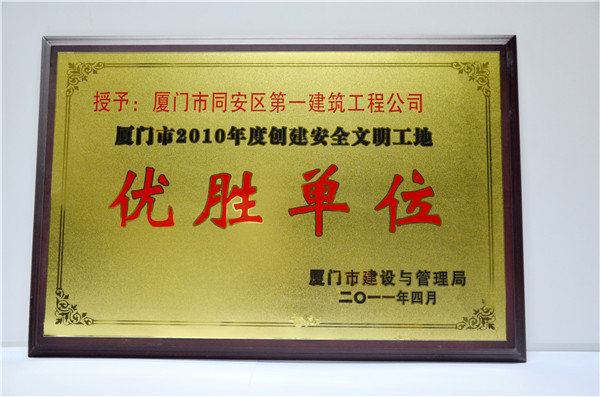 授予：厦门市同安区第一建筑工程公司
厦门市2010年度创建安全文明工地
优胜单位
厦门市建设与管理局
二〇一一年四月